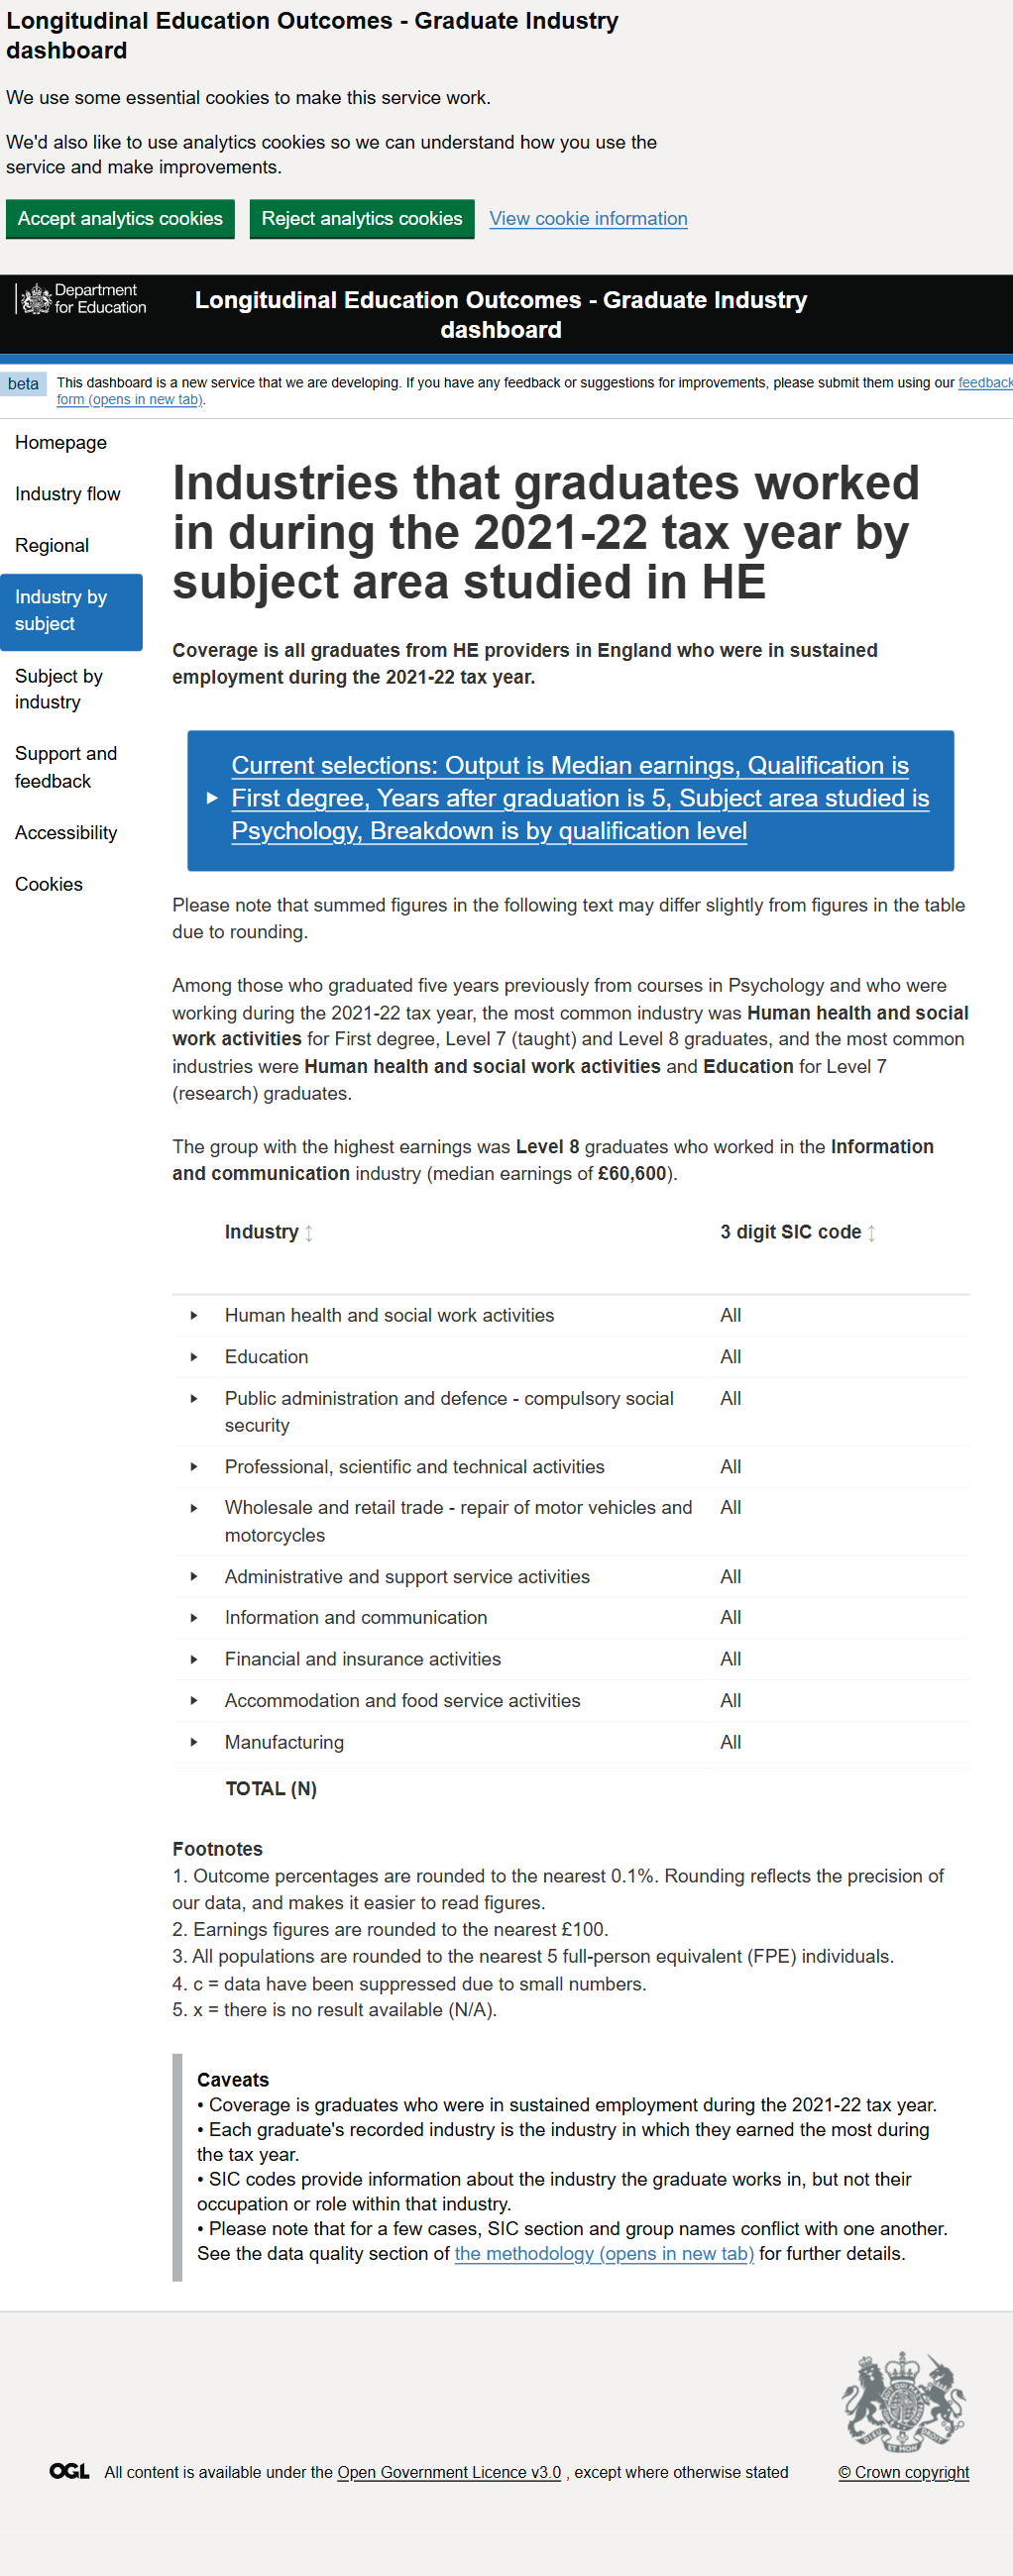 Longitudinal Education Outcomes - Graduate Industry
dashboard
We use some essential cookies to make this service work.
We'd also like to use analytics cookies so we can understand how you use the
service and make improvements.
Accept analytics cookies Reject analytics cookies View cookie information
Department
for Education
Longitudinal Education Outcomes - Graduate Industry
dashboard
beta This dashboard is a new service that we are developing. If you have any feedback or suggestions for improvements, please submit them using our feedback
form (opens in new tab).
Homepage
Industry flow
Regional
Industry by
subject
Subject by
industry
Support and
feedback
Accessibility
Cookies
Industries that graduates worked
in during the 2021-22 tax year by
subject area studied in HE
Coverage is all graduates from HE providers in England who were in sustained
employment during the 2021-22 tax year.
Current selections: Output is Median earnings, Qualification is
First degree, Years after graduation is 5, Subject area studied is
Psychology, Breakdown is by qualification level
Please note that summed figures in the following text may differ slightly from figures in the table
due to rounding.
Among those who graduated five years previously from courses in Psychology and who were
working during the 2021-22 tax year, the most common industry was Human health and social
work activities for First degree, Level 7 (taught) and Level 8 graduates, and the most common
industries were Human health and social work activities and Education for Level 7
(research) graduates.
The group with the highest earnings was Level 8 graduates who worked in the Information
and communication industry (median earnings of £60,600).
Industry 3 digit SIC code
Human health and social work activities All
Education All
Public administration and defence - compulsory social All
security
Professional, scientific and technical activities All
Wholesale and retail trade - repair of motor vehicles and All
motorcycles
Administrative and support service activities All
Information and communication All
Financial and insurance activities All
Accommodation and food service activities All
Manufacturing All
TOTAL (N)
Footnotes
1. Outcome percentages are rounded to the nearest 0.1%. Rounding reflects the precision of
our data, and makes it easier to read figures.
2. Earnings figures are rounded to the nearest £100.
3. All populations are rounded to the nearest 5 full-person equivalent (FPE) individuals.
4. c = data have been suppressed due to small numbers.
5. x = there is no result available (N/A).
Caveats
• Coverage is graduates who were in sustained employment during the 2021-22 tax year.
• Each graduate's recorded industry is the industry in which they earned the most during
the tax year.
• SIC codes provide information about the industry the graduate works in, but not their
occupation or role within that industry.
• Please note that for a few cases, SIC section and group names conflict with one another.
See the data quality section of the methodology (opens in new tab) for further details.
OGL All content is available under the Open Government Licence v3.0 , except where otherwise stated
© Crown copyright